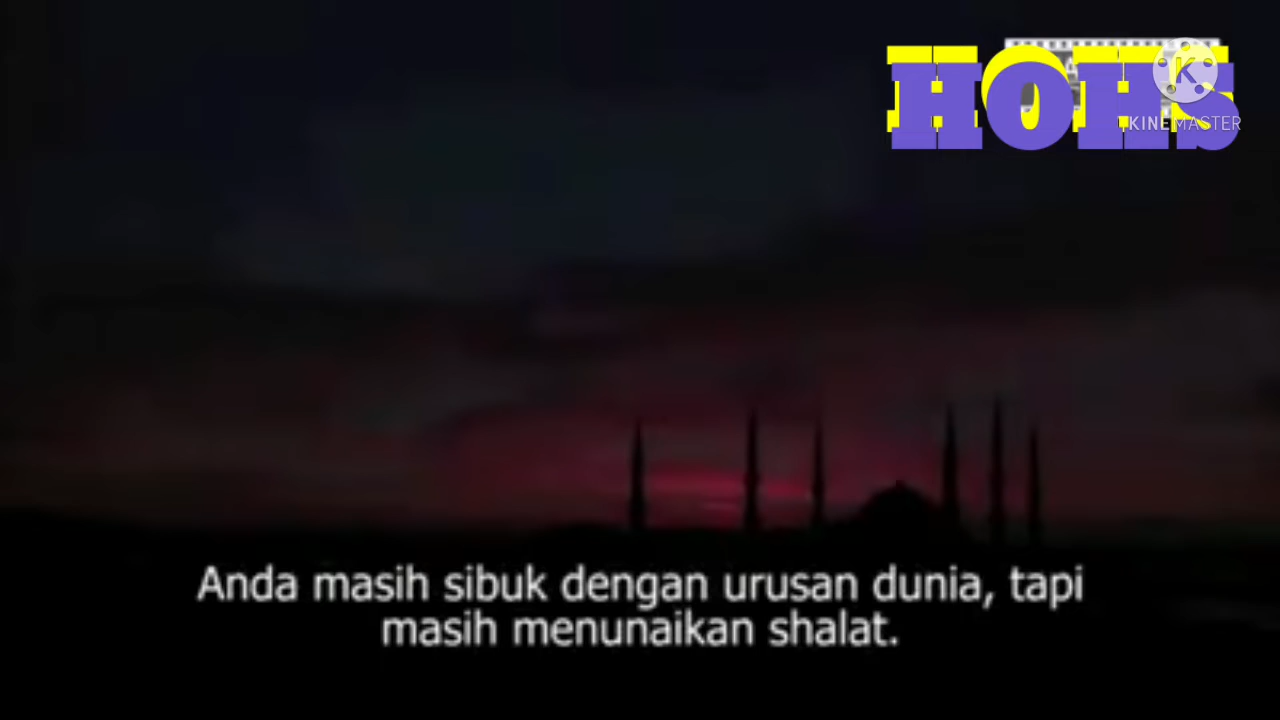 HOHS
KINEMASTER
Anda masih sibuk dengan urusan dunia, tapi
masih menunaikan shalat.